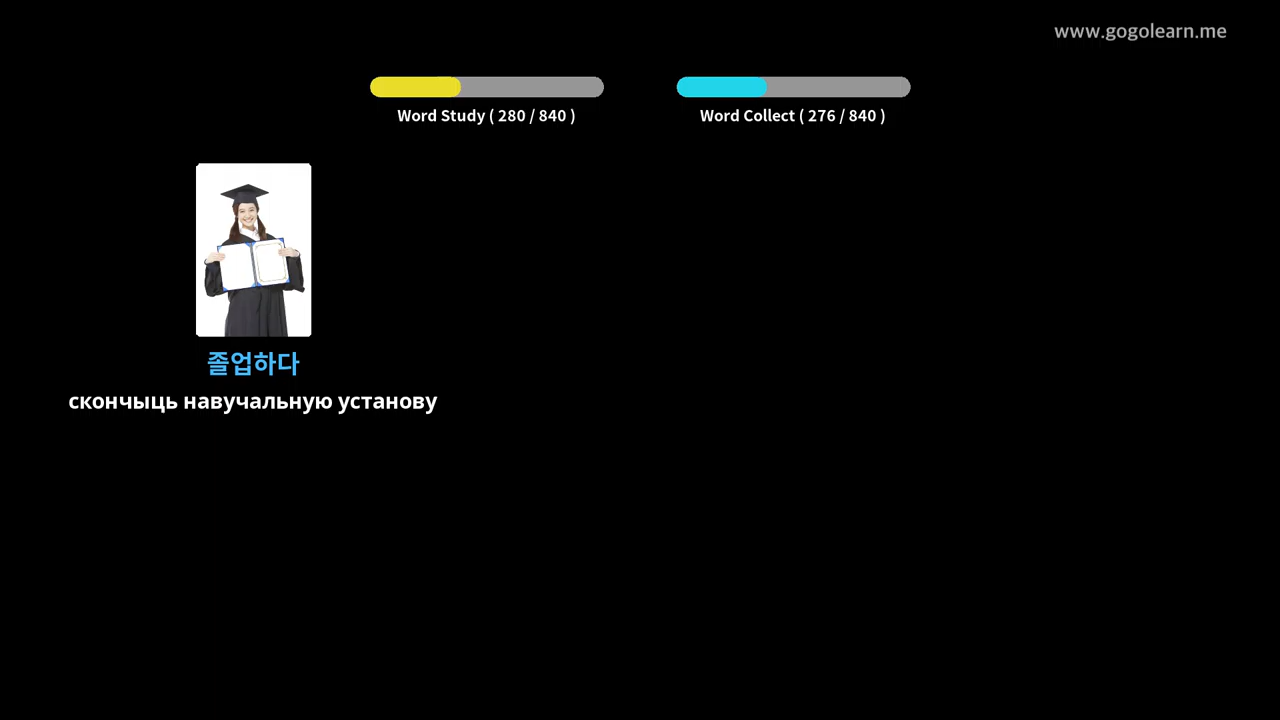 www.gogolearn.me
Word Study ( 280 / 840 )
Word Collect ( 276 / 840 )
졸업하다
скончыць навучальную установу